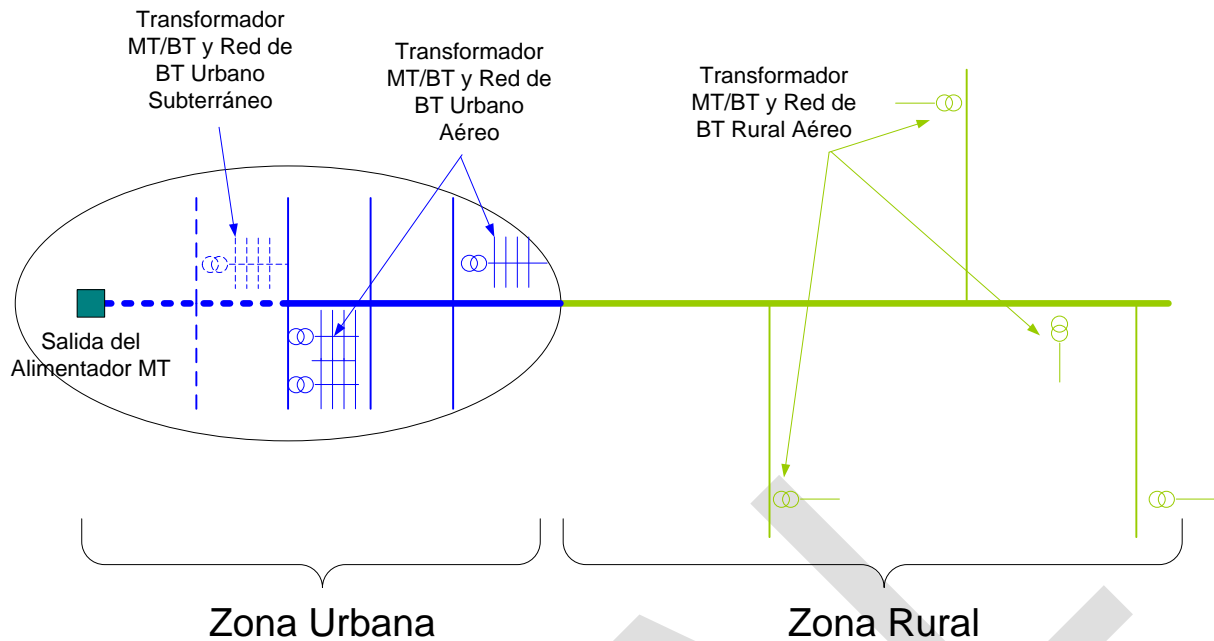 Transformador
MT/BT y Red de
BT Urbano
Subterráneo
Transformador
MT/BT y Red de
BT Urbano
Aéreo
Transformador
MT/BT y Red de
BT Rural Aéreo
Salida del
Alimentador MT
Zona Urbana
Zona Rural